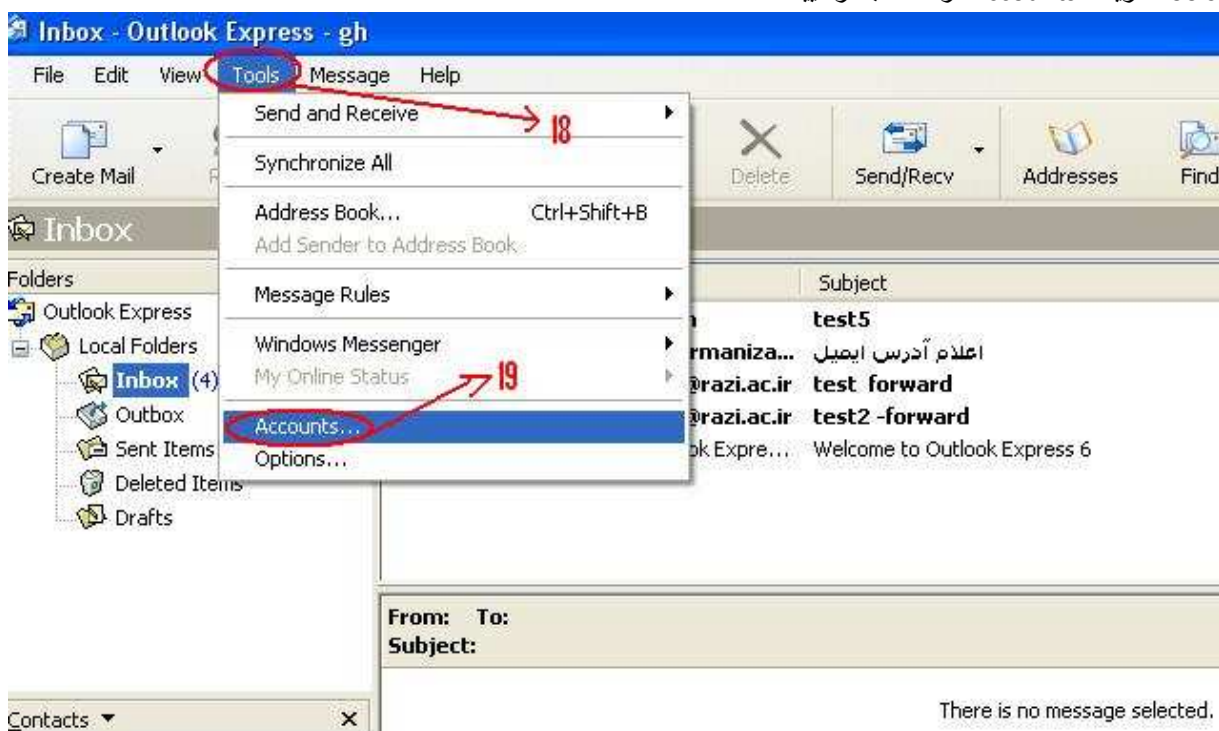 Inbox - Outlook Express - gh
File Edit View Tools Message Help
Send and Receive
18
Synchronize All
Create Mail
Delete
Send/Recv
Addresses
Find
Address Book... Ctrl+Shift+B
Add Sender to Address Book
Inbox
Folders
Message Rules
Subject
Outlook Express
test5
Local Folders
Windows Messenger
rmaniza... اعلام آدرس ایمیل
Inbox (4)
My Online Status
19
@razi.ac.ir test forward
Outbox
Accounts...
@razi.ac.ir test2 -forward
Sent Items
Options...
ok Expre... Welcome to Outlook Express 6
Deleted Items
Drafts
From: To:
Subject:
There is no message selected.
Contacts